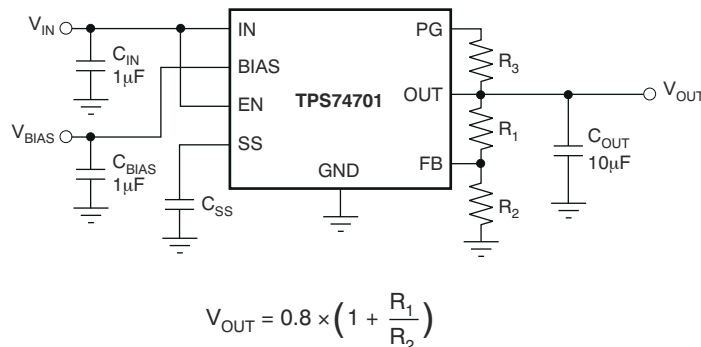 V_IN
C_IN
1μF
V_BIAS
C_BIAS
1μF
C_SS
IN
BIAS
EN
SS
TPS74701
GND
PG
OUT
FB
R_3
R_1
R_2
V_OUT
C_OUT
10μF
V_OUT = 0.8 × (1 + R_1/R_2)